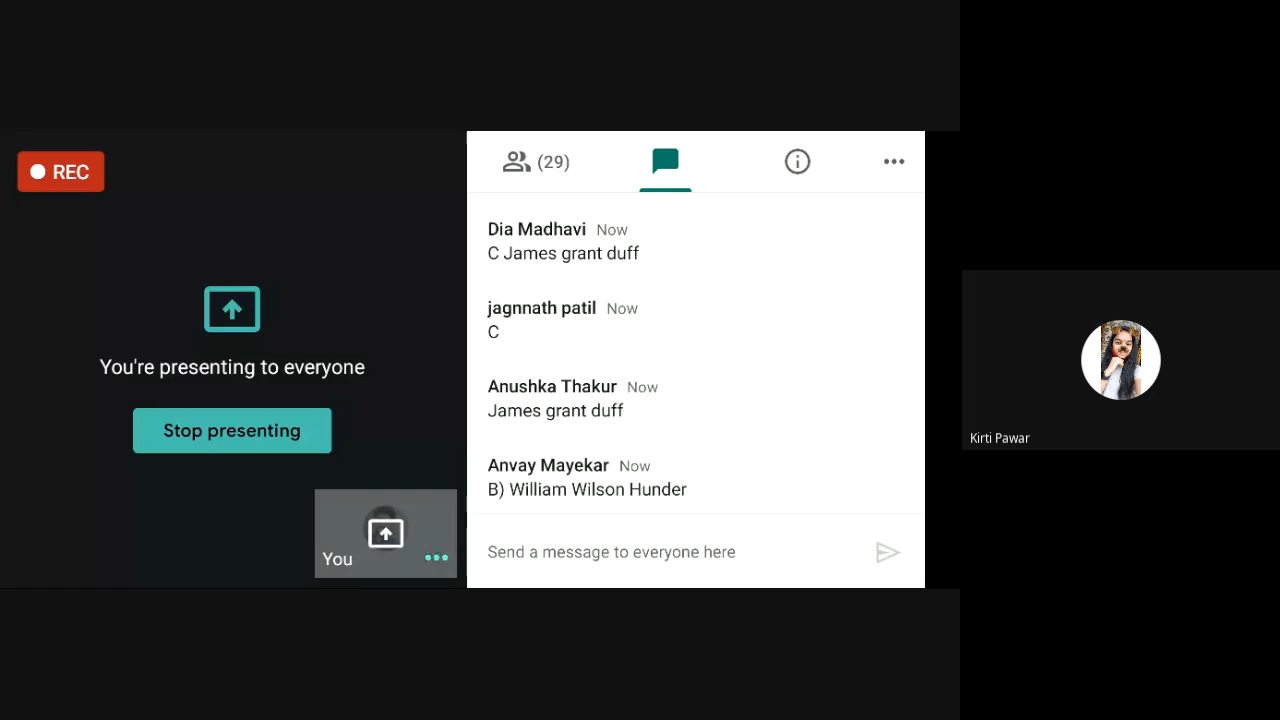 REC
You're presenting to everyone
Stop presenting
You
(29)
Dia Madhavi Now
C James grant duff
jagnnath patil Now
C
Anushka Thakur Now
James grant duff
Anvay Mayekar Now
B) William Wilson Hunder
Send a message to everyone here
Kirti Pawar